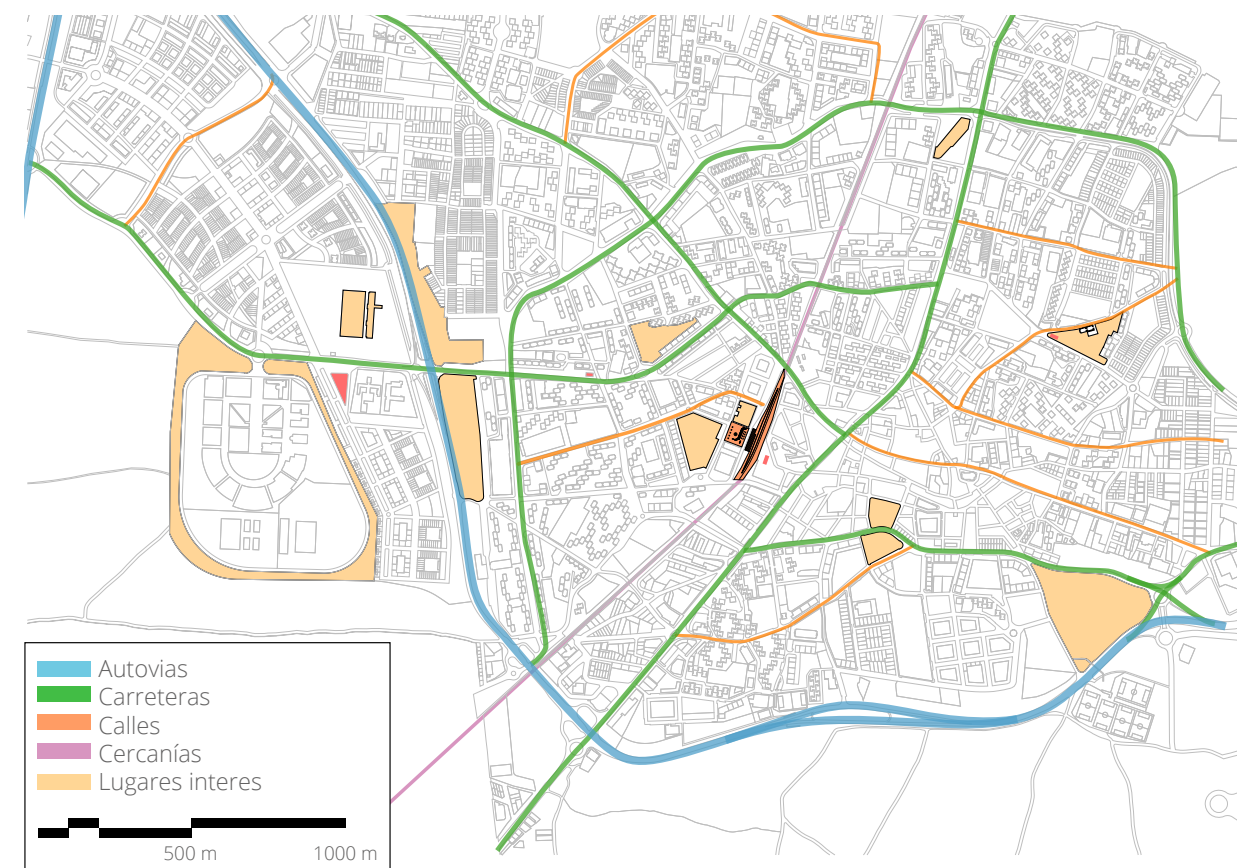 Autovias
Carreteras
Calles
Cercanías
Lugares interes
500 m 1000 m